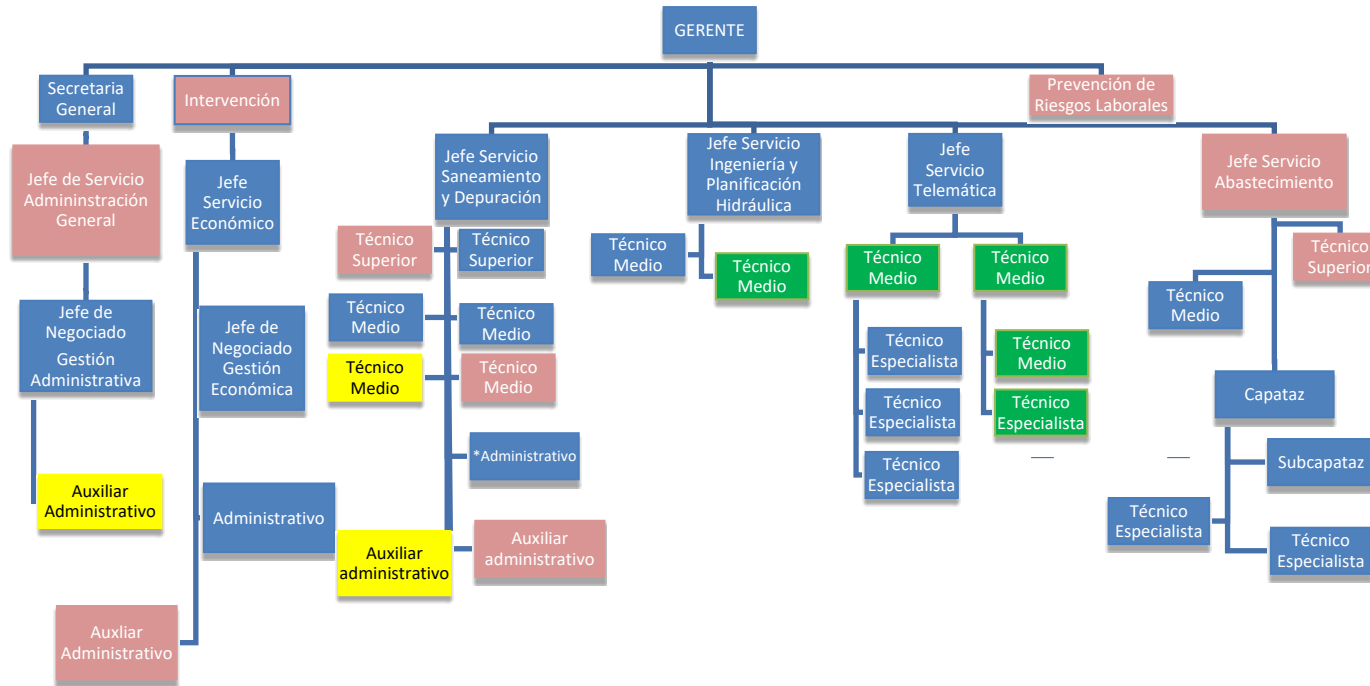 GERENTE
Secretaria
General
Intervención
Prevención de
Riesgos Laborales
Jefe de Servicio
Admininstración
General
Jefe
Servicio
Económico
Jefe Servicio
Saneamiento
y Depuración
Jefe Servicio
Ingeniería y
Planificación
Hidráulica
Jefe
Servicio
Telemática
Jefe Servicio
Abastecimiento
Técnico
Superior
Técnico
Superior
Técnico
Medio
Técnico
Medio
Técnico
Medio
Técnico
Medio
Técnico
Superior
Técnico
Medio
Jefe de
Negociado
Gestión
Administrativa
Jefe de
Negociado
Gestión
Económica
Técnico
Medio
Técnico
Medio
Técnico
Medio
Técnico
Medio
Técnico
Especialista
Técnico
Medio
Técnico
Especialista
Técnico
Especialista
Técnico
Especialista
Capataz
*Administrativo
Subcapataz
Auxiliar
Administrativo
Administrativo
Auxiliar
administrativo
Auxiliar
administrativo
Técnico
Especialista
Técnico
Especialista
Auxliar
Administrativo